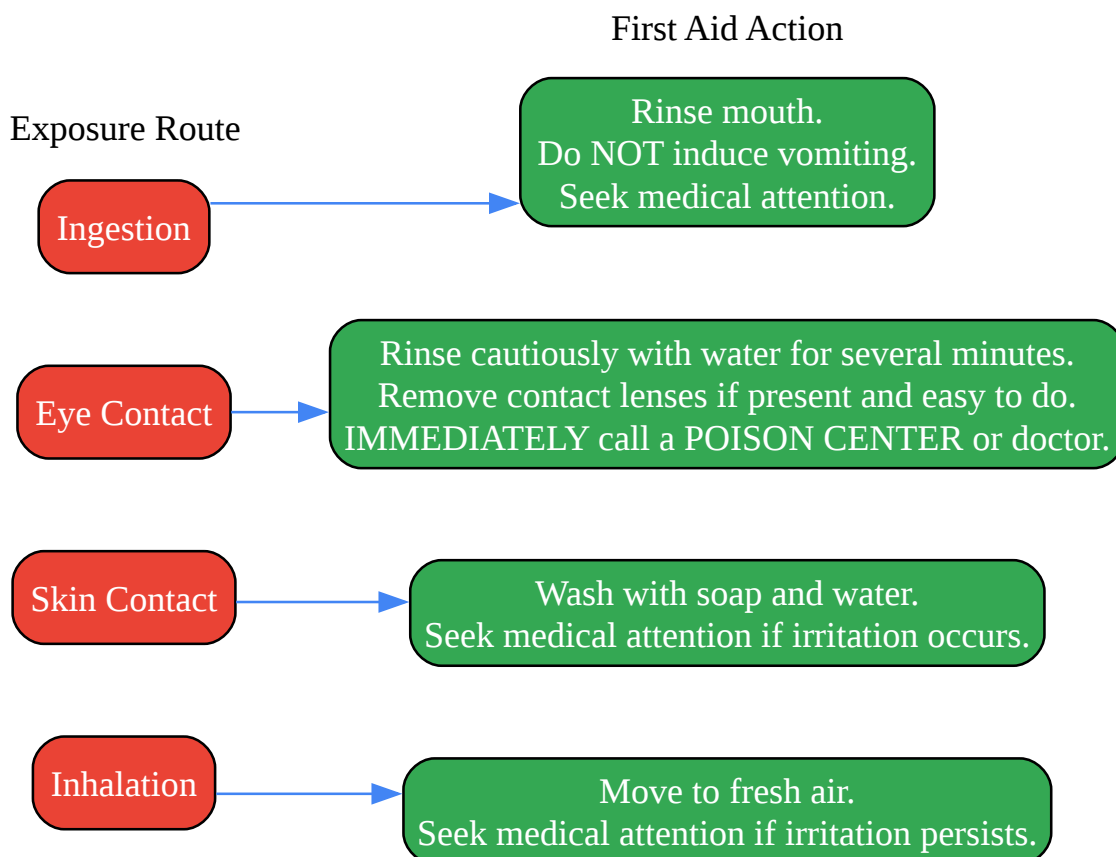 First Aid Action
Exposure Route
Rinse mouth.
Do NOT induce vomiting.
Seek medical attention.
Ingestion
Rinse cautiously with water for several minutes.
Remove contact lenses if present and easy to do.
IMMEDIATELY call a POISON CENTER or doctor.
Eye Contact
Skin Contact
Wash with soap and water.
Seek medical attention if irritation occurs.
Inhalation
Move to fresh air.
Seek medical attention if irritation persists.